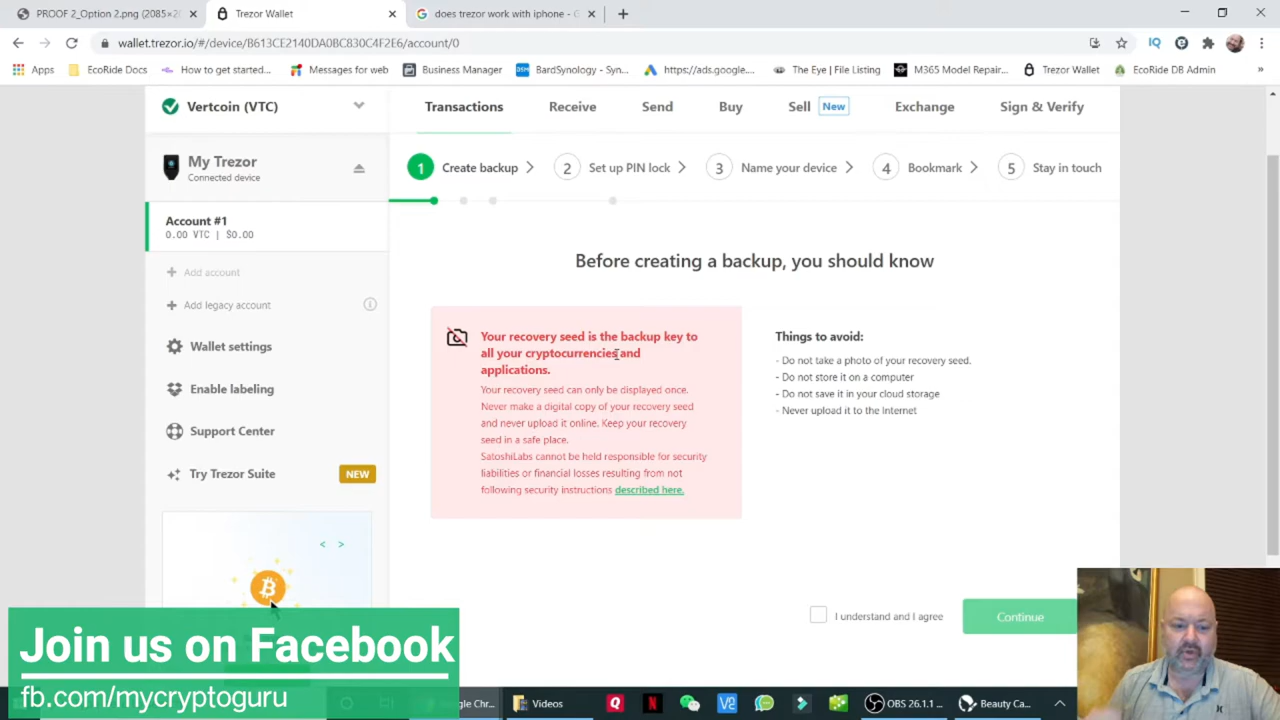 PROOF 2_Option 2.png (2085×2
Trezor Wallet
does trezor work with iphone - G
wallet.trezor.io/#/device/B613CE2140DA0BC830C4F2E6/account/0
Apps
EcoRide Docs
How to get started...
Messages for web
Business Manager
BardSynology - Syn...
https://ads.google....
The Eye | File Listing
M365 Model Repair...
Trezor Wallet
EcoRide DB Admin
»
Vertcoin (VTC)
Transactions
Receive
Send
Buy
Sell
New
Exchange
Sign & Verify
My Trezor
Connected device
1 Create backup
2 Set up PIN lock
3 Name your device
4 Bookmark
5 Stay in touch
Account #1
0.00 VTC | $0.00
Add account
Add legacy account
Wallet settings
Enable labeling
Support Center
Try Trezor Suite
NEW
Before creating a backup, you should know
Your recovery seed is the backup key to
all your cryptocurrencies and
applications.
Your recovery seed can only be displayed once.
Never make a digital copy of your recovery seed
and never upload it online. Keep your recovery
seed in a safe place.
SatoshiLabs cannot be held responsible for security
liabilities or financial losses resulting from not
following security instructions described here.
Things to avoid:
- Do not take a photo of your recovery seed.
- Do not store it on a computer
- Do not save it in your cloud storage
- Never upload it to the Internet
I understand and I agree
Continue
Join us on Facebook
fb.com/mycryptoguru
Videos
OBS 26.1.1 ...
Beauty Ca...